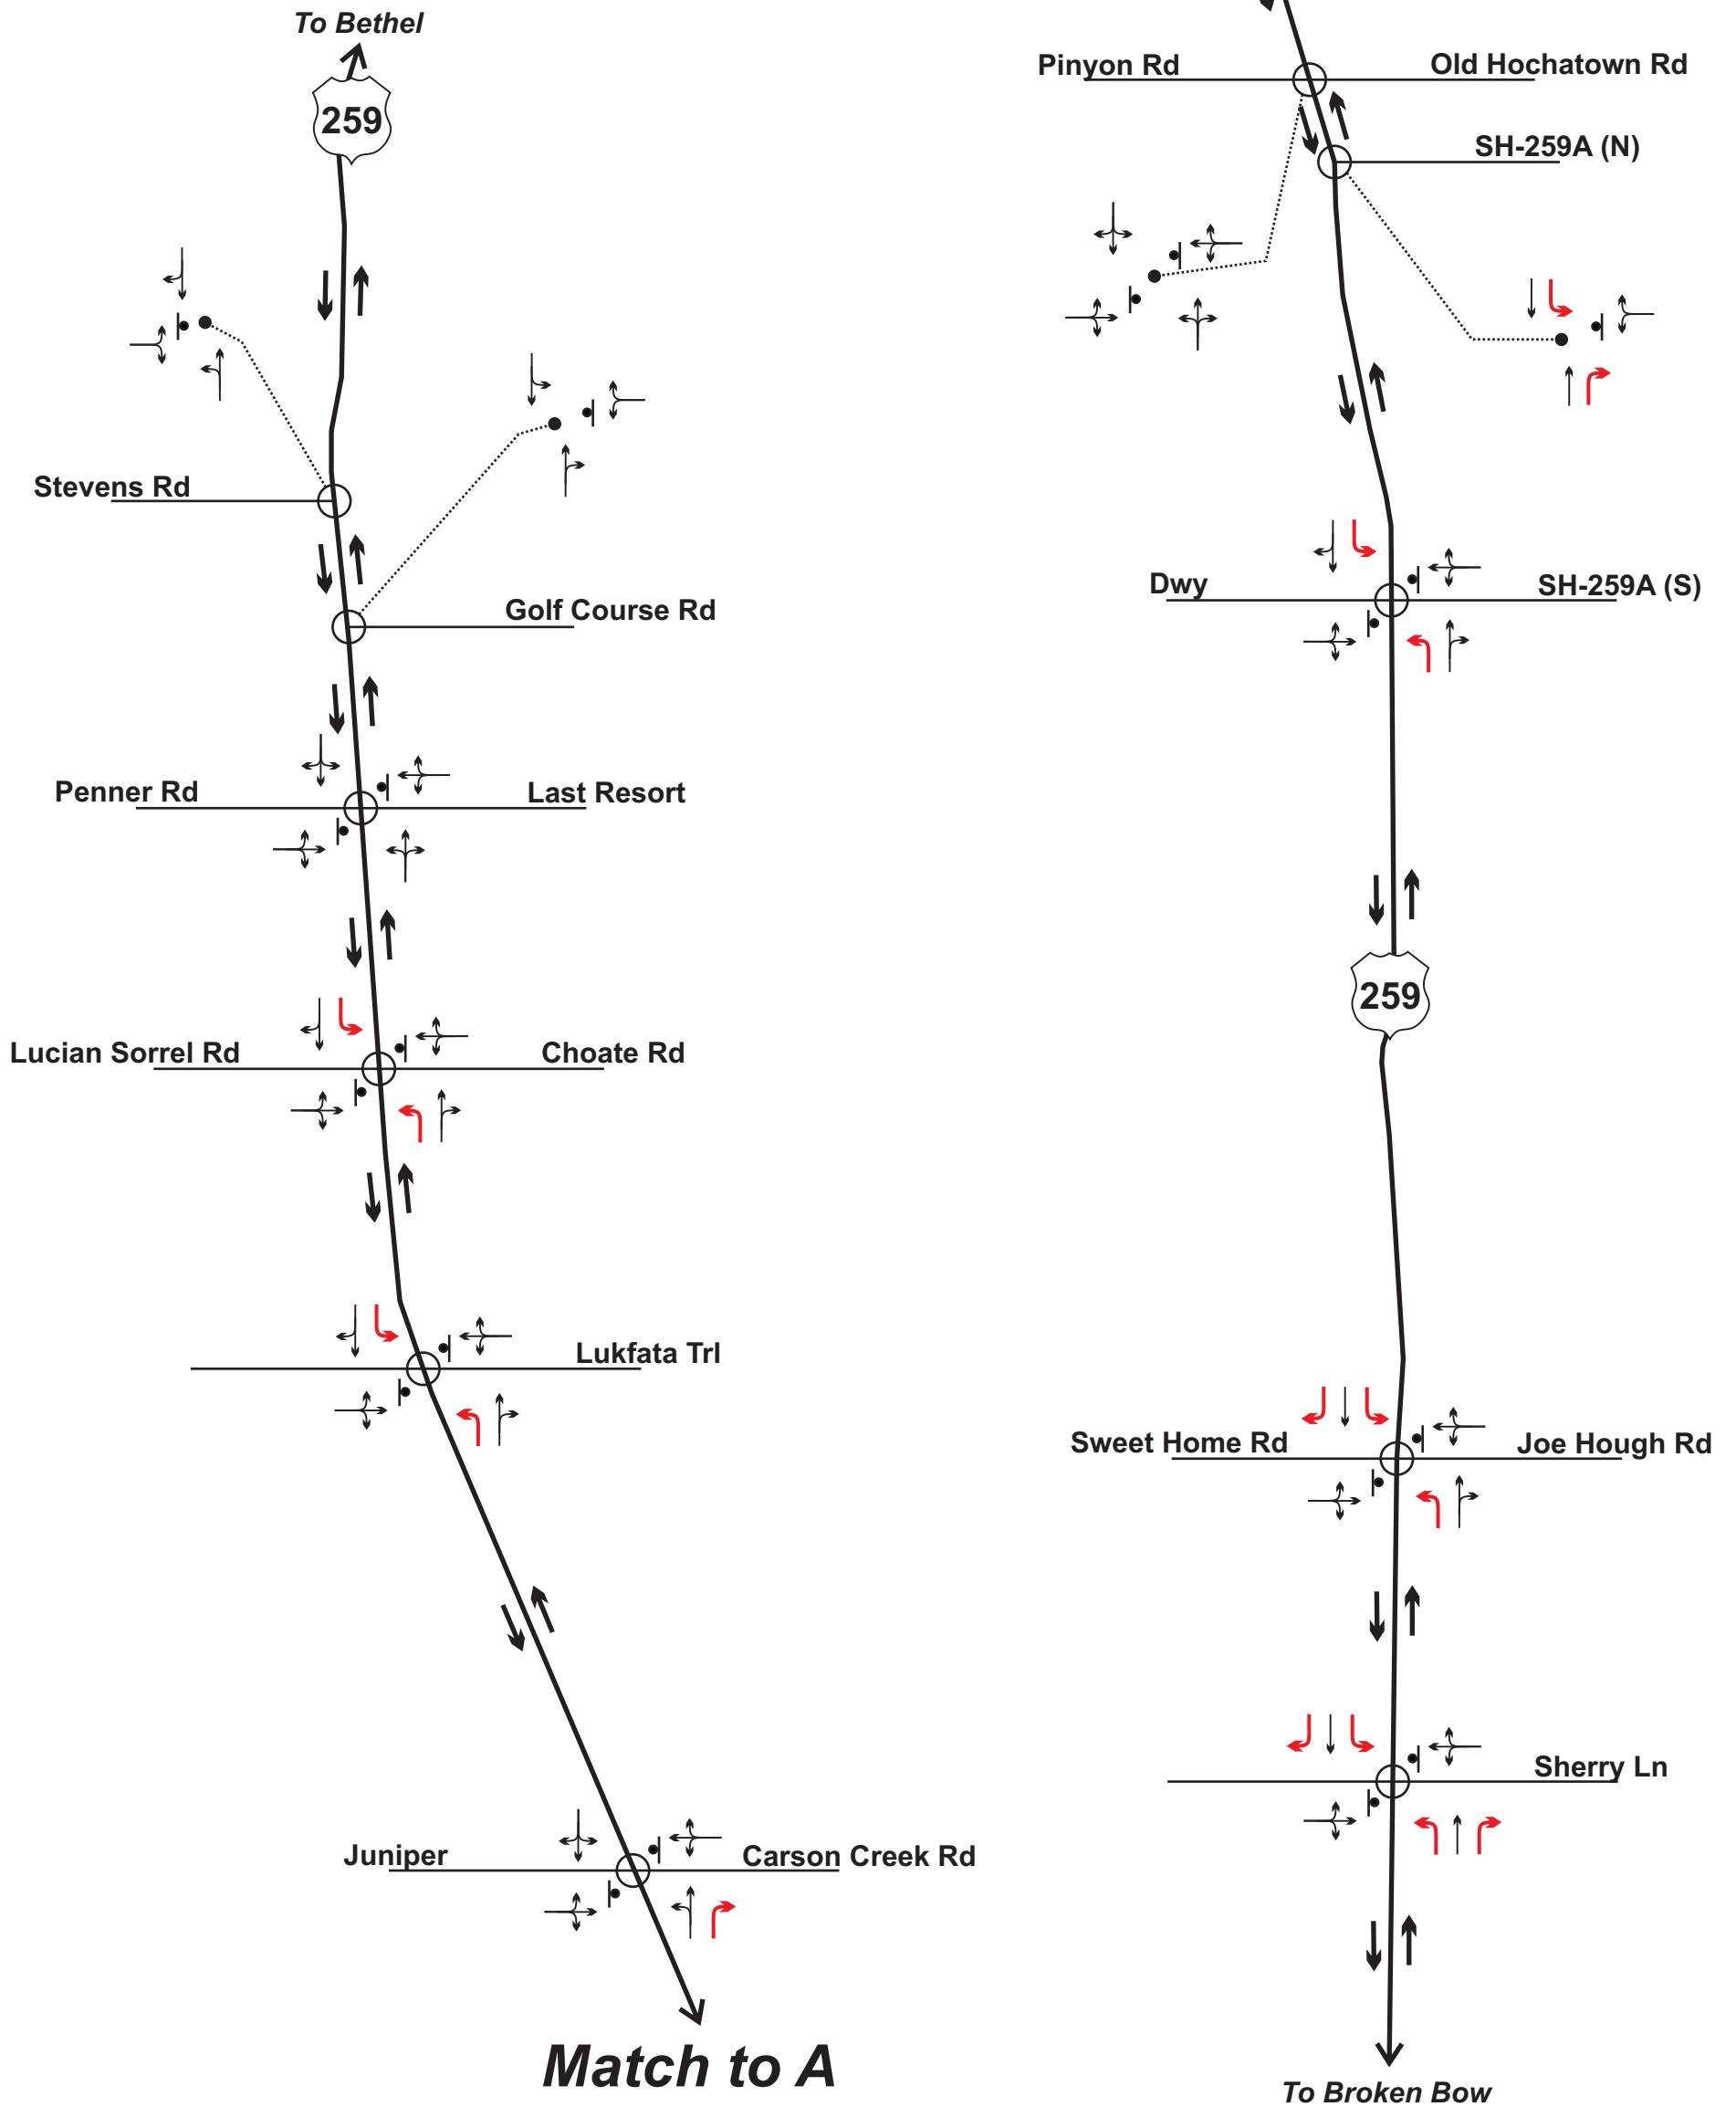 To Bethel
259
Stevens Rd
Golf Course Rd
Penner Rd
Last Resort
Lucian Sorrel Rd
Choate Rd
Lukfata Trl
Juniper
Carson Creek Rd
Match to A
Pinyon Rd
Old Hochatown Rd
SH-259A (N)
Dwy
SH-259A (S)
259
Sweet Home Rd
Joe Hough Rd
Sherry Ln
To Broken Bow